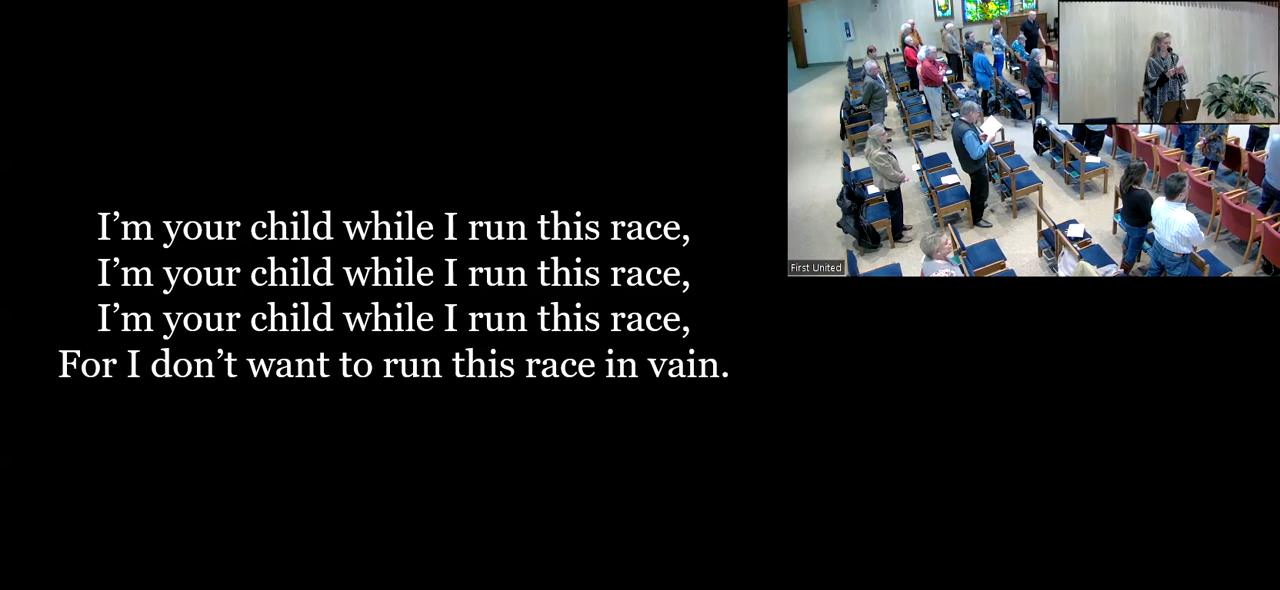 I’m your child while I run this race,
I’m your child while I run this race,
I’m your child while I run this race,
For I don’t want to run this race in vain.
First United